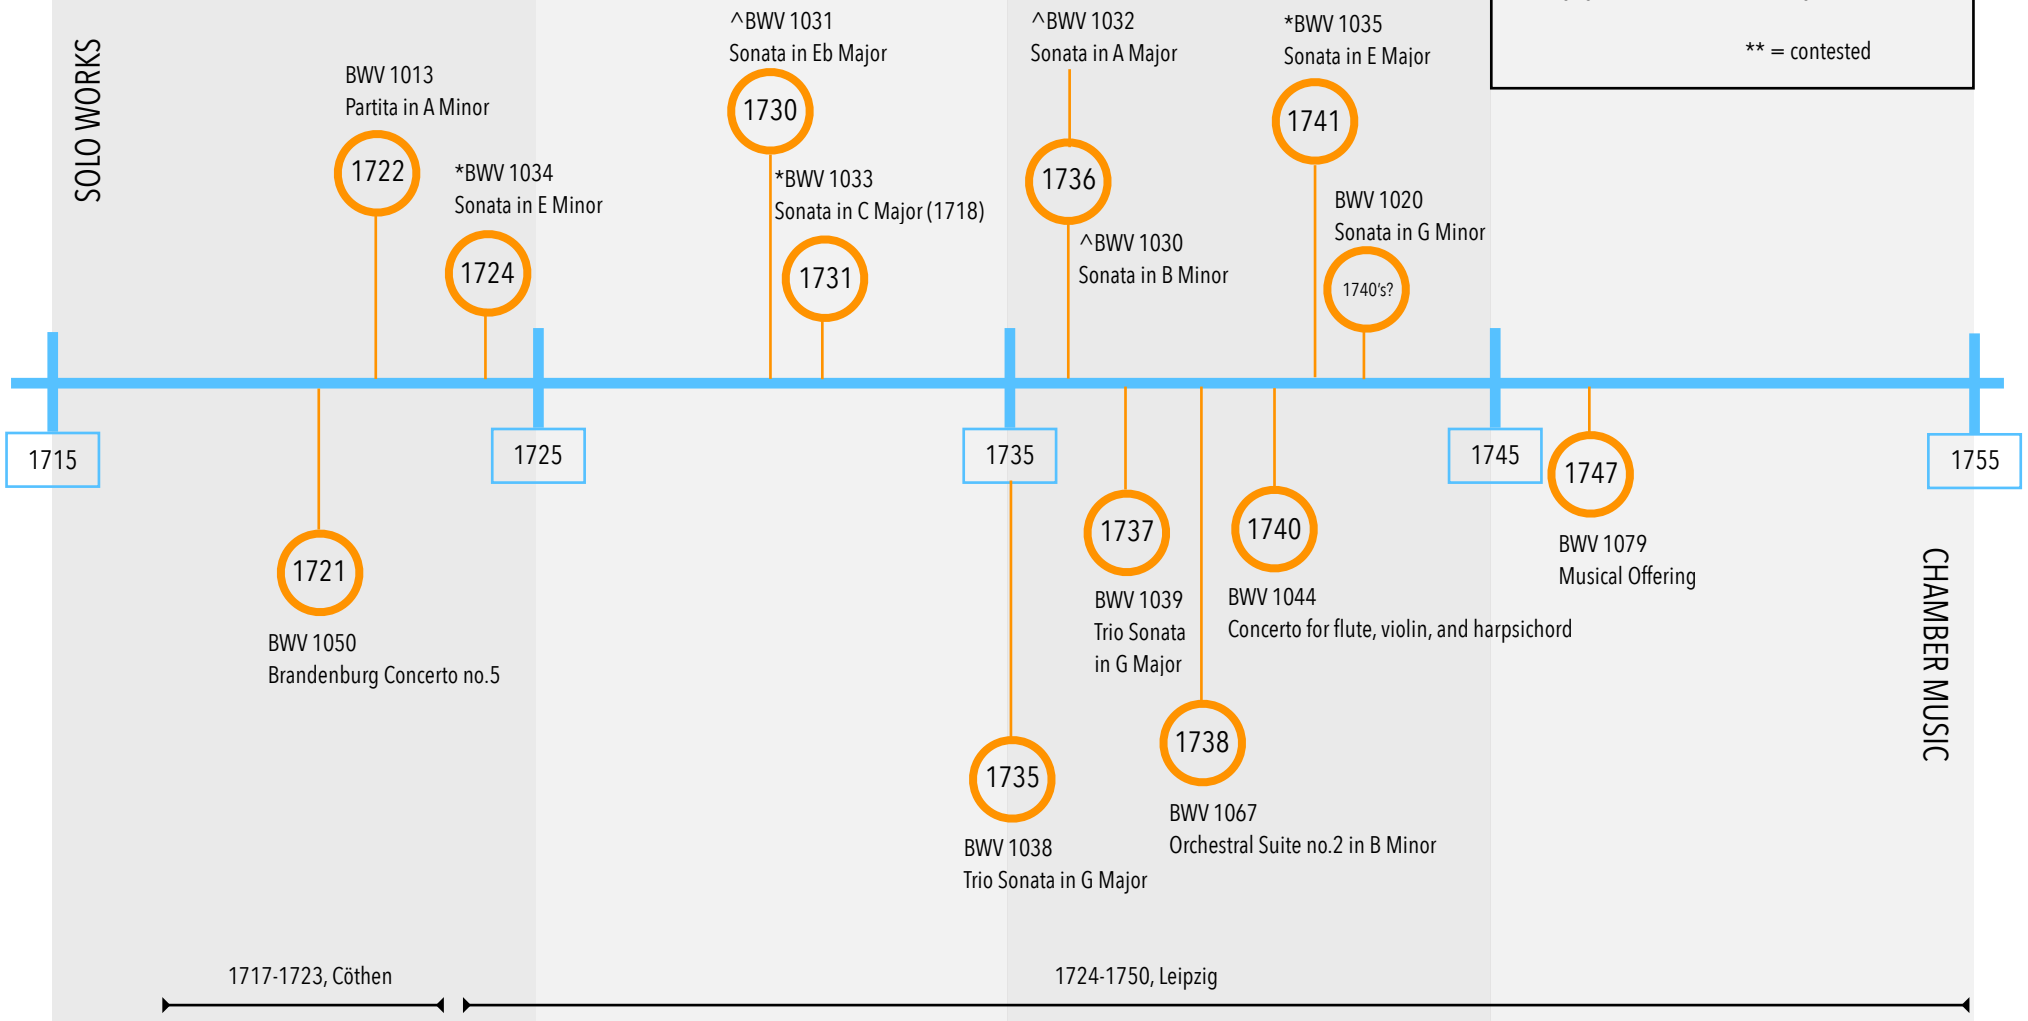 ** = contested
SOLO WORKS
BWV 1013
Partita in A Minor
1722
*BWV 1034
Sonata in E Minor
1724
^BWV 1031
Sonata in Eb Major
1730
*BWV 1033
Sonata in C Major (1718)
1731
^BWV 1032
Sonata in A Major
1736
^BWV 1030
Sonata in B Minor
*BWV 1035
Sonata in E Major
1741
BWV 1020
Sonata in G Minor
1740's?
1715
1725
1735
1745
1755
1721
BWV 1050
Brandenburg Concerto no.5
1735
BWV 1038
Trio Sonata in G Major
1737
BWV 1039
Trio Sonata
in G Major
1738
BWV 1067
Orchestral Suite no.2 in B Minor
1740
BWV 1044
Concerto for flute, violin, and harpsichord
1747
BWV 1079
Musical Offering
CHAMBER MUSIC
1717-1723, Cöthen
1724-1750, Leipzig